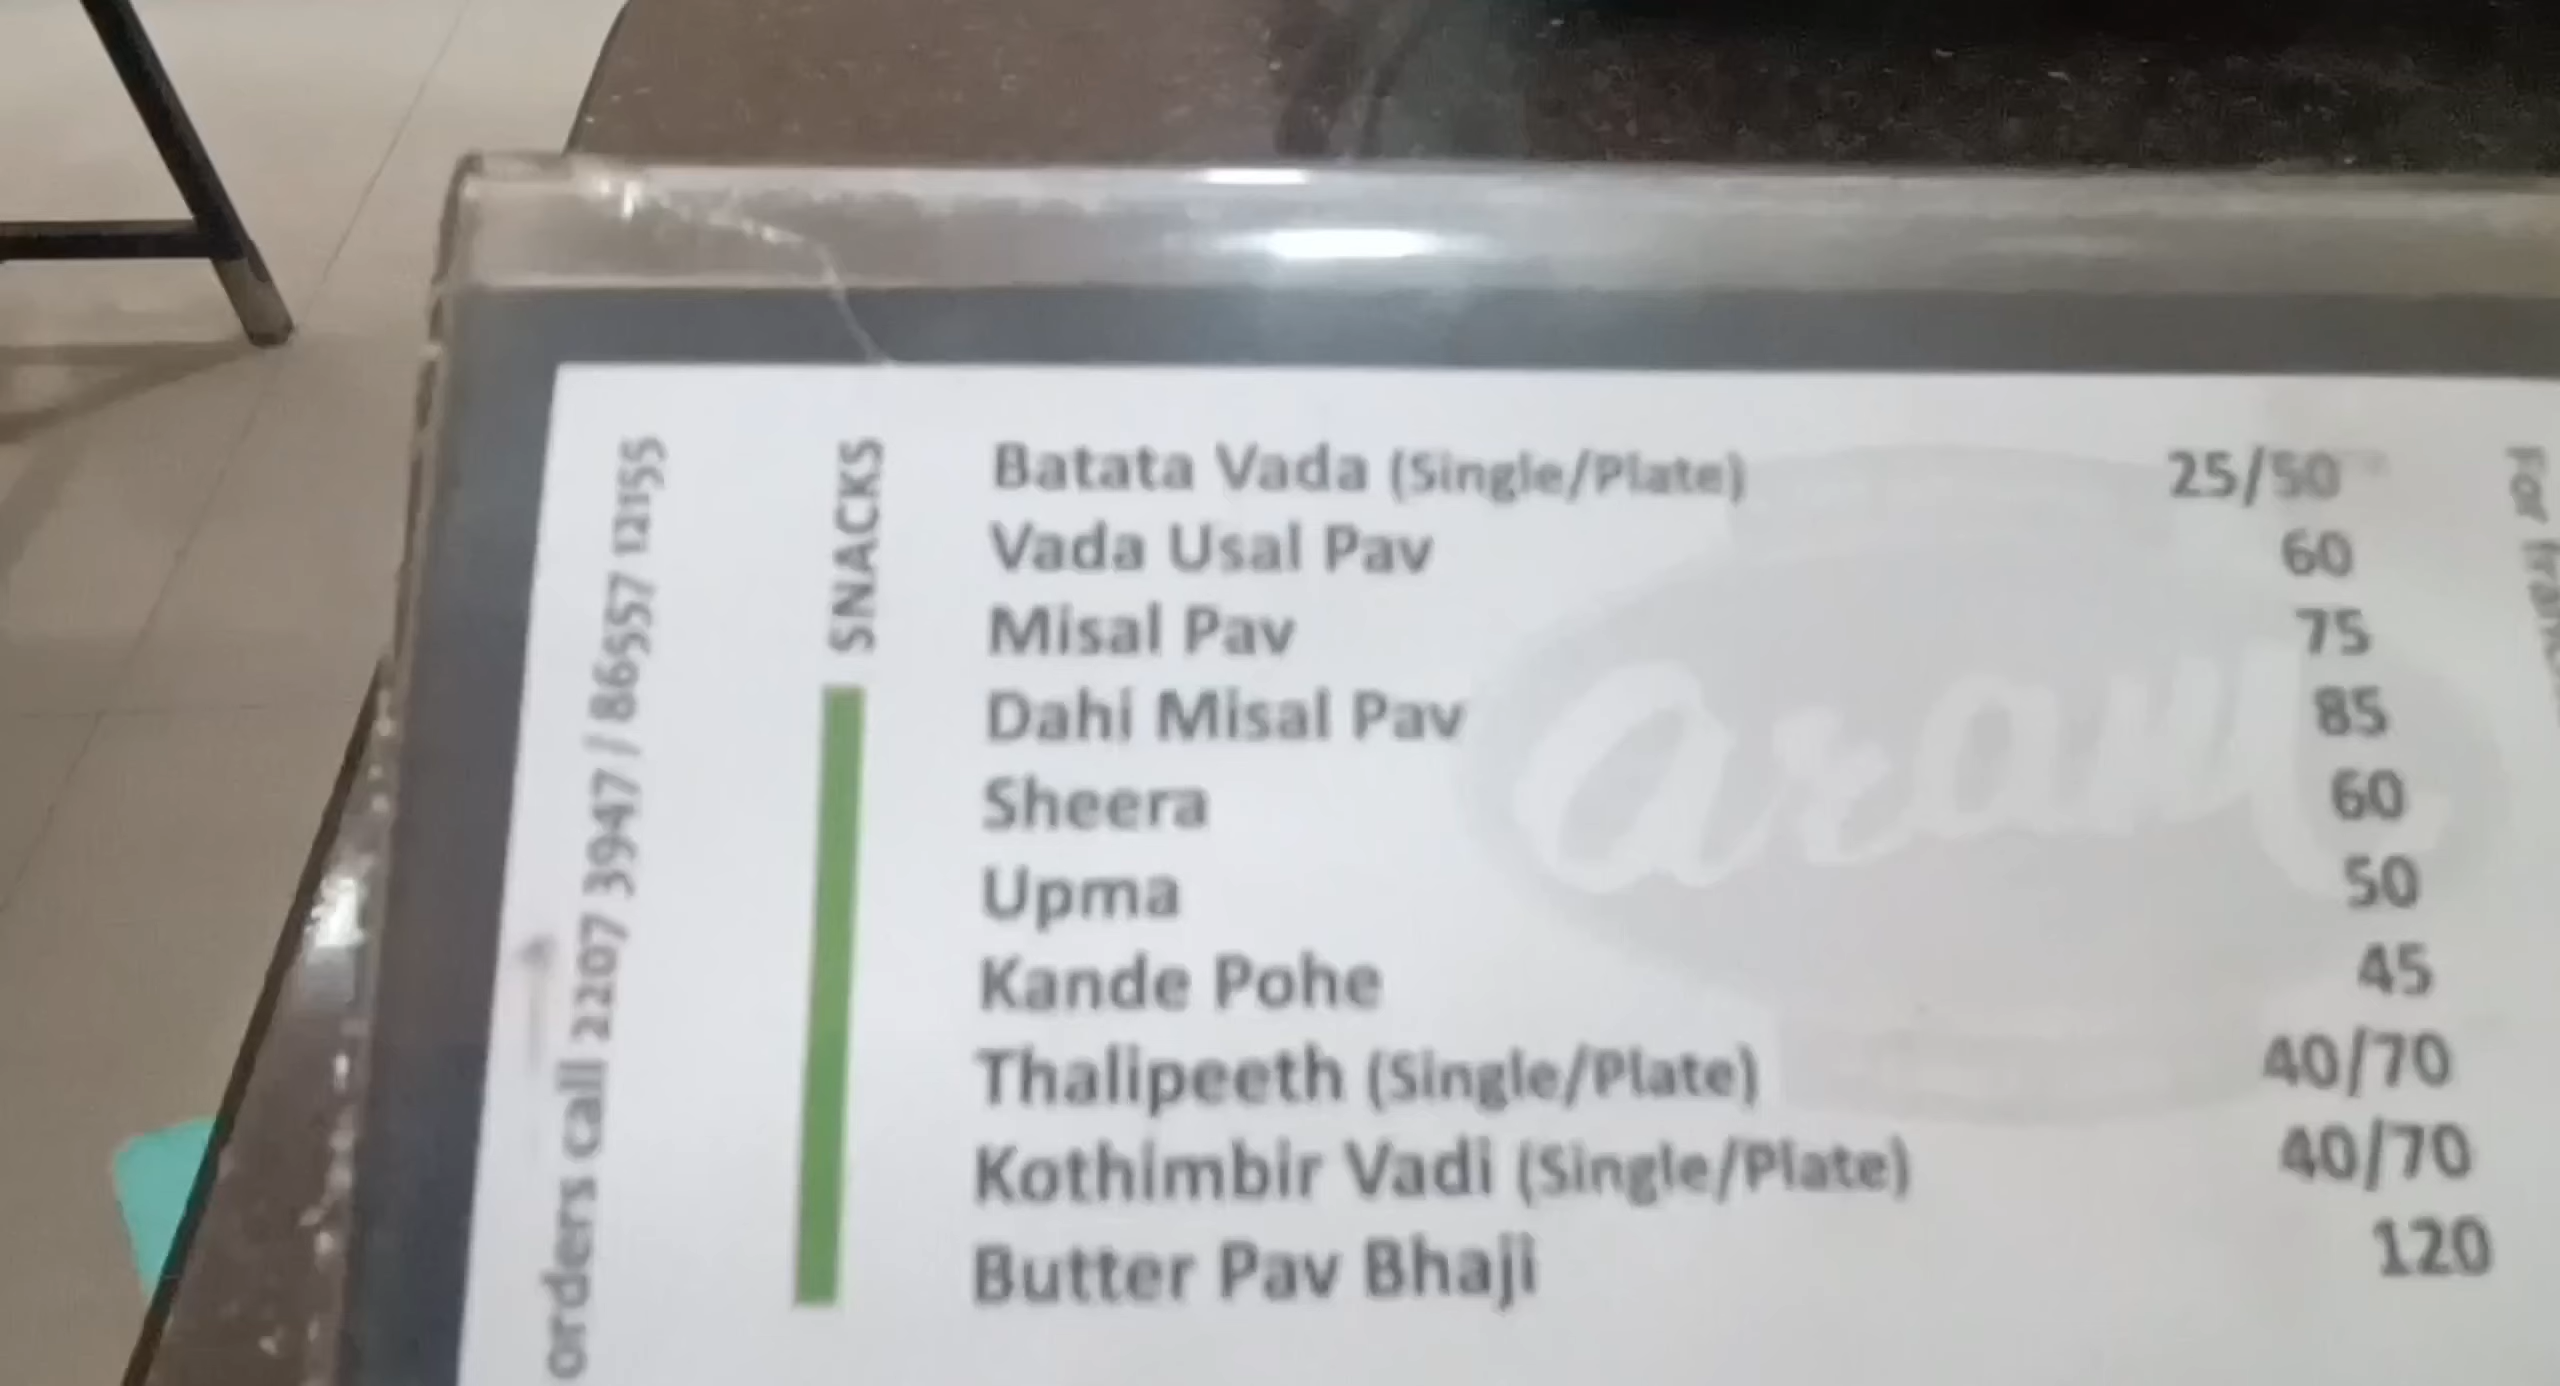 orders call 2207 3947 / 86557 12155
SNACKS
Batata Vada (Single/Plate) 25/50
Vada Usal Pav 60
Misal Pav 75
Dahi Misal Pav 85
Sheera 60
Upma 50
Kande Pohe 45
Thalipeeth (Single/Plate) 40/70
Kothimbir Vadi (Single/Plate) 40/70
Butter Pav Bhaji 120
aram
For